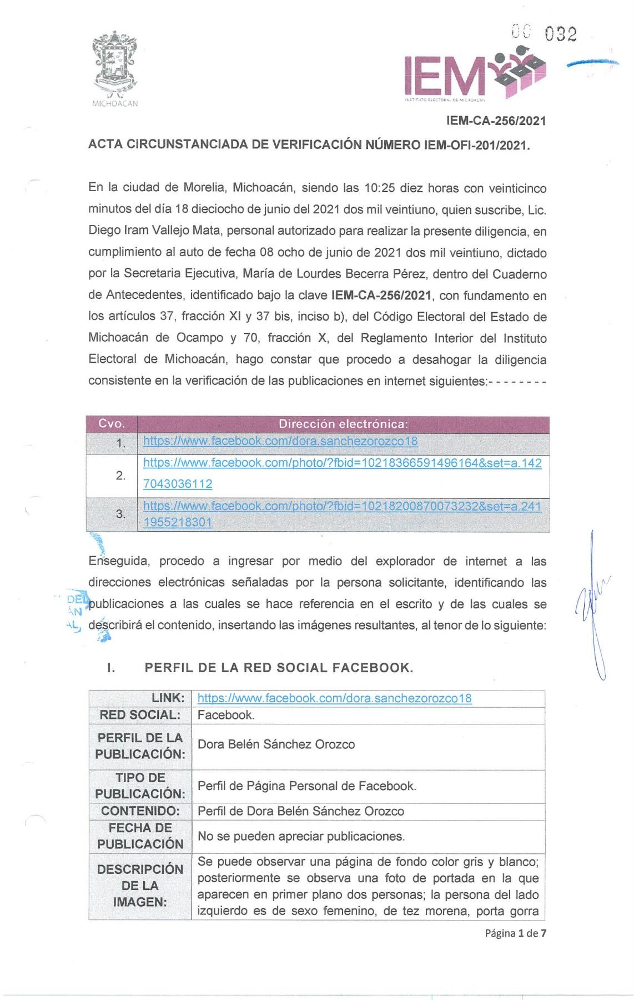 00 032
MICHOACÁN
IEM
INSTITUTO ELECTORAL DE MICHOACÁN
IEM-CA-256/2021
ACTA CIRCUNSTANCIADA DE VERIFICACIÓN NÚMERO IEM-OFI-201/2021.
En la ciudad de Morelia, Michoacán, siendo las 10:25 diez horas con veinticinco
minutos del día 18 dieciocho de junio del 2021 dos mil veintiuno, quien suscribe, Lic.
Diego Iram Vallejo Mata, personal autorizado para realizar la presente diligencia, en
cumplimiento al auto de fecha 08 ocho de junio de 2021 dos mil veintiuno, dictado
por la Secretaria Ejecutiva, María de Lourdes Becerra Pérez, dentro del Cuaderno
de Antecedentes, identificado bajo la clave IEM-CA-256/2021, con fundamento en
los artículos 37, fracción XI y 37 bis, inciso b), del Código Electoral del Estado de
Michoacán de Ocampo y 70, fracción X, del Reglamento Interior del Instituto
Electoral de Michoacán, hago constar que procedo a desahogar la diligencia
consistente en la verificación de las publicaciones en internet siguientes:- - - - - - - -
Cvo. Dirección electrónica:
1. https://www.facebook.com/dora.sanchezorozco18
2. https://www.facebook.com/photo/?fbid=10218366591496164&set=a.142
7043036112
3. https://www.facebook.com/photo/?fbid=10218200870073232&set=a.241
1955218301
Enseguida, procedo a ingresar por medio del explorador de internet a las
direcciones electrónicas señaladas por la persona solicitante, identificando las
publicaciones a las cuales se hace referencia en el escrito y de las cuales se
describirá el contenido, insertando las imágenes resultantes, al tenor de lo siguiente:
I. PERFIL DE LA RED SOCIAL FACEBOOK.
LINK: https://www.facebook.com/dora.sanchezorozco18
RED SOCIAL: Facebook.
PERFIL DE LA
PUBLICACIÓN:
Dora Belén Sánchez Orozco
TIPO DE
PUBLICACIÓN:
Perfil de Página Personal de Facebook.
CONTENIDO: Perfil de Dora Belén Sánchez Orozco
FECHA DE
PUBLICACIÓN
No se pueden apreciar publicaciones.
DESCRIPCIÓN
DE LA
IMAGEN:
Se puede observar una página de fondo color gris y blanco;
posteriormente se observa una foto de portada en la que
aparecen en primer plano dos personas; la persona del lado
izquierdo es de sexo femenino, de tez morena, porta gorra
Página 1 de 7